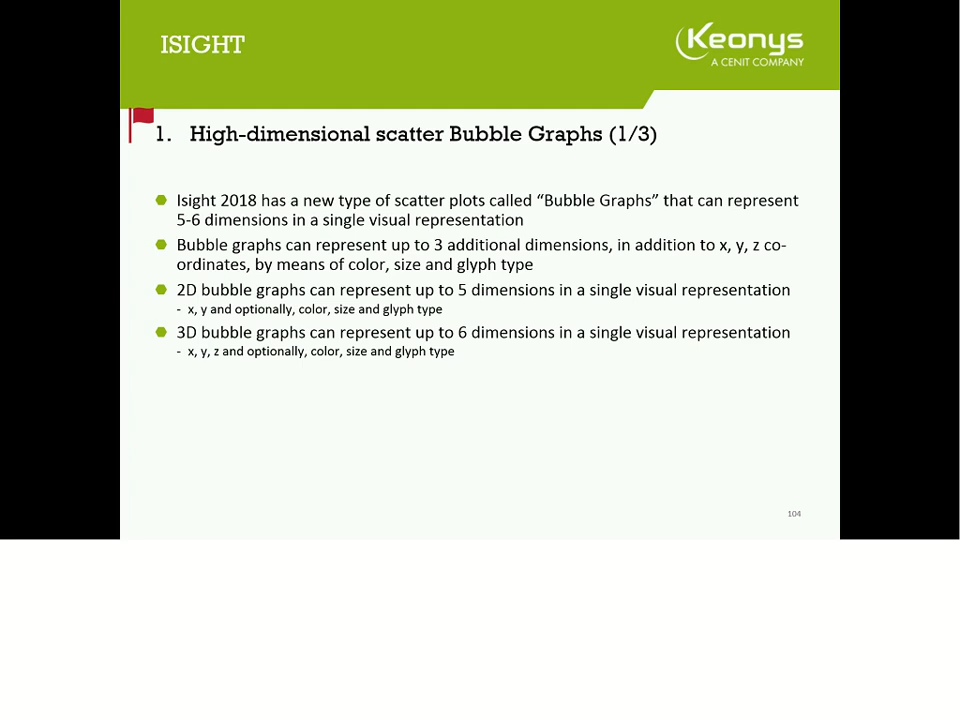 ISIGHT
Keonys
A CENIT COMPANY
1. High-dimensional scatter Bubble Graphs (1/3)
Isight 2018 has a new type of scatter plots called “Bubble Graphs” that can represent
5-6 dimensions in a single visual representation
Bubble graphs can represent up to 3 additional dimensions, in addition to x, y, z co-
ordinates, by means of color, size and glyph type
2D bubble graphs can represent up to 5 dimensions in a single visual representation
- x, y and optionally, color, size and glyph type
3D bubble graphs can represent up to 6 dimensions in a single visual representation
- x, y, z and optionally, color, size and glyph type
104